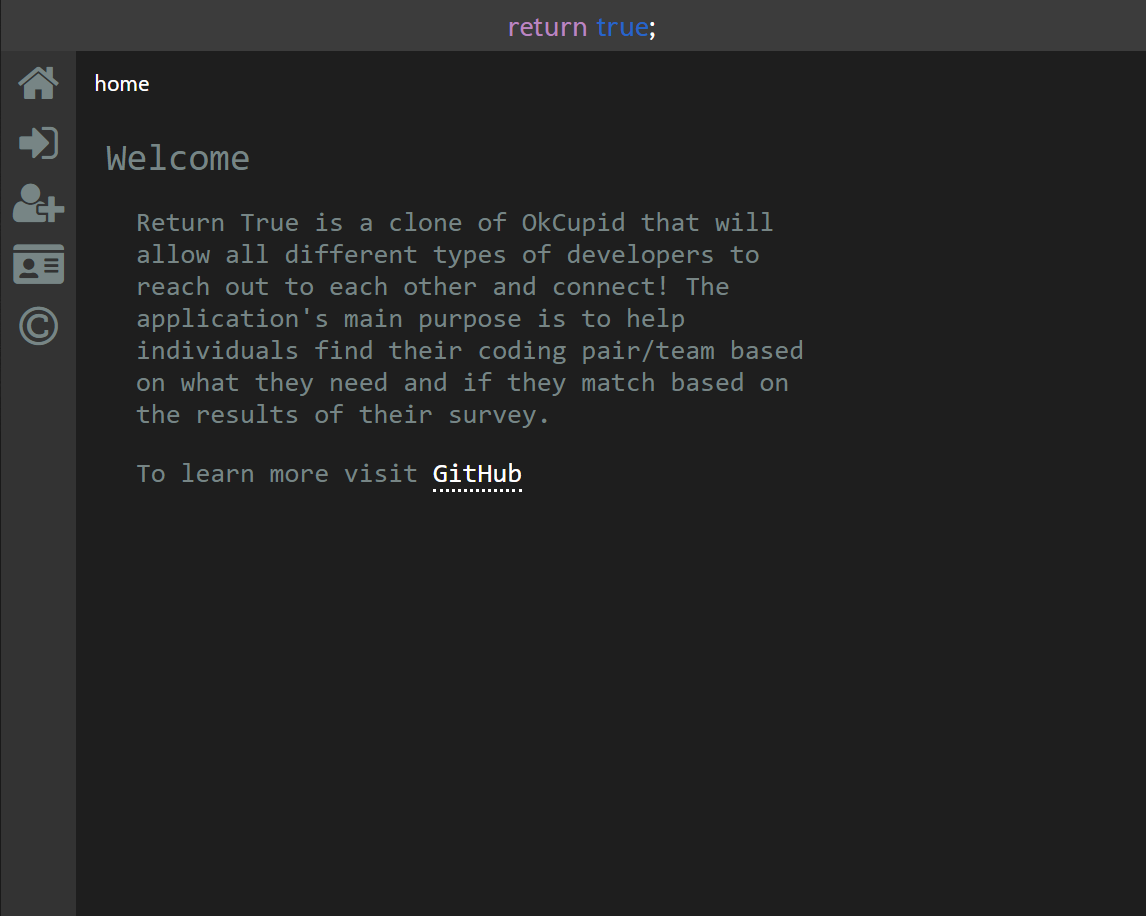 return true;
home
Welcome
Return True is a clone of OkCupid that will
allow all different types of developers to
reach out to each other and connect! The
application's main purpose is to help
individuals find their coding pair/team based
on what they need and if they match based on
the results of their survey.
To learn more visit GitHub